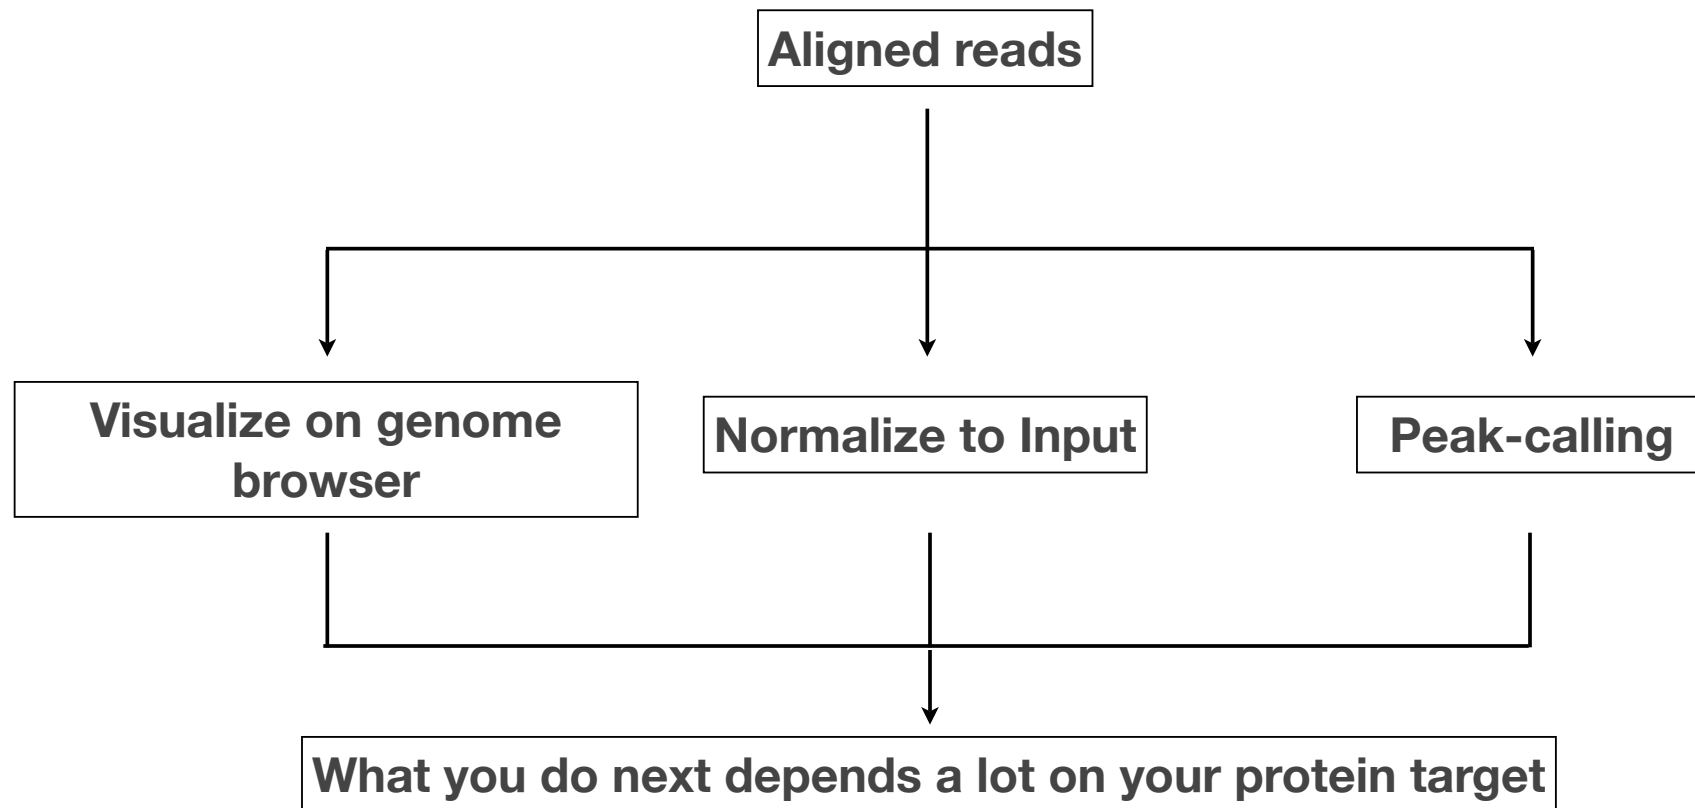 Aligned reads
Visualize on genome
browser
Normalize to Input
Peak-calling
What you do next depends a lot on your protein target